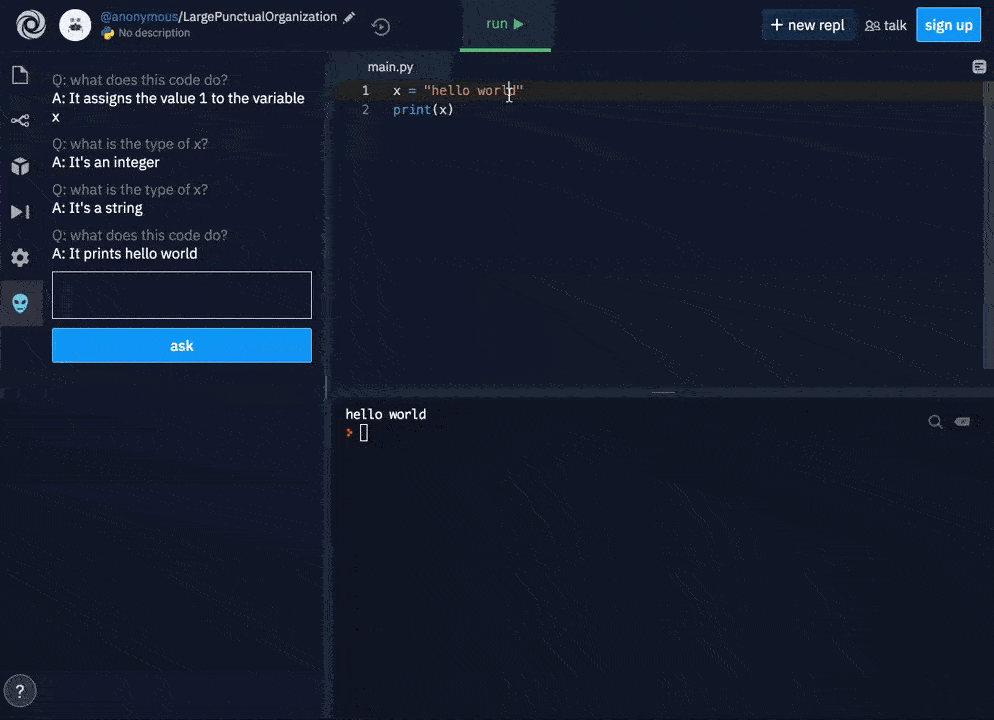 @anonymous/LargePunctualOrganization
No description
run
+ new repl
talk
sign up
Q: what does this code do?
A: It assigns the value 1 to the variable
x
Q: what is the type of x?
A: It's an integer
Q: what is the type of x?
A: It's a string
Q: what does this code do?
A: It prints hello world
ask
main.py
1 x = "hello world"
2 print(x)
hello world
?